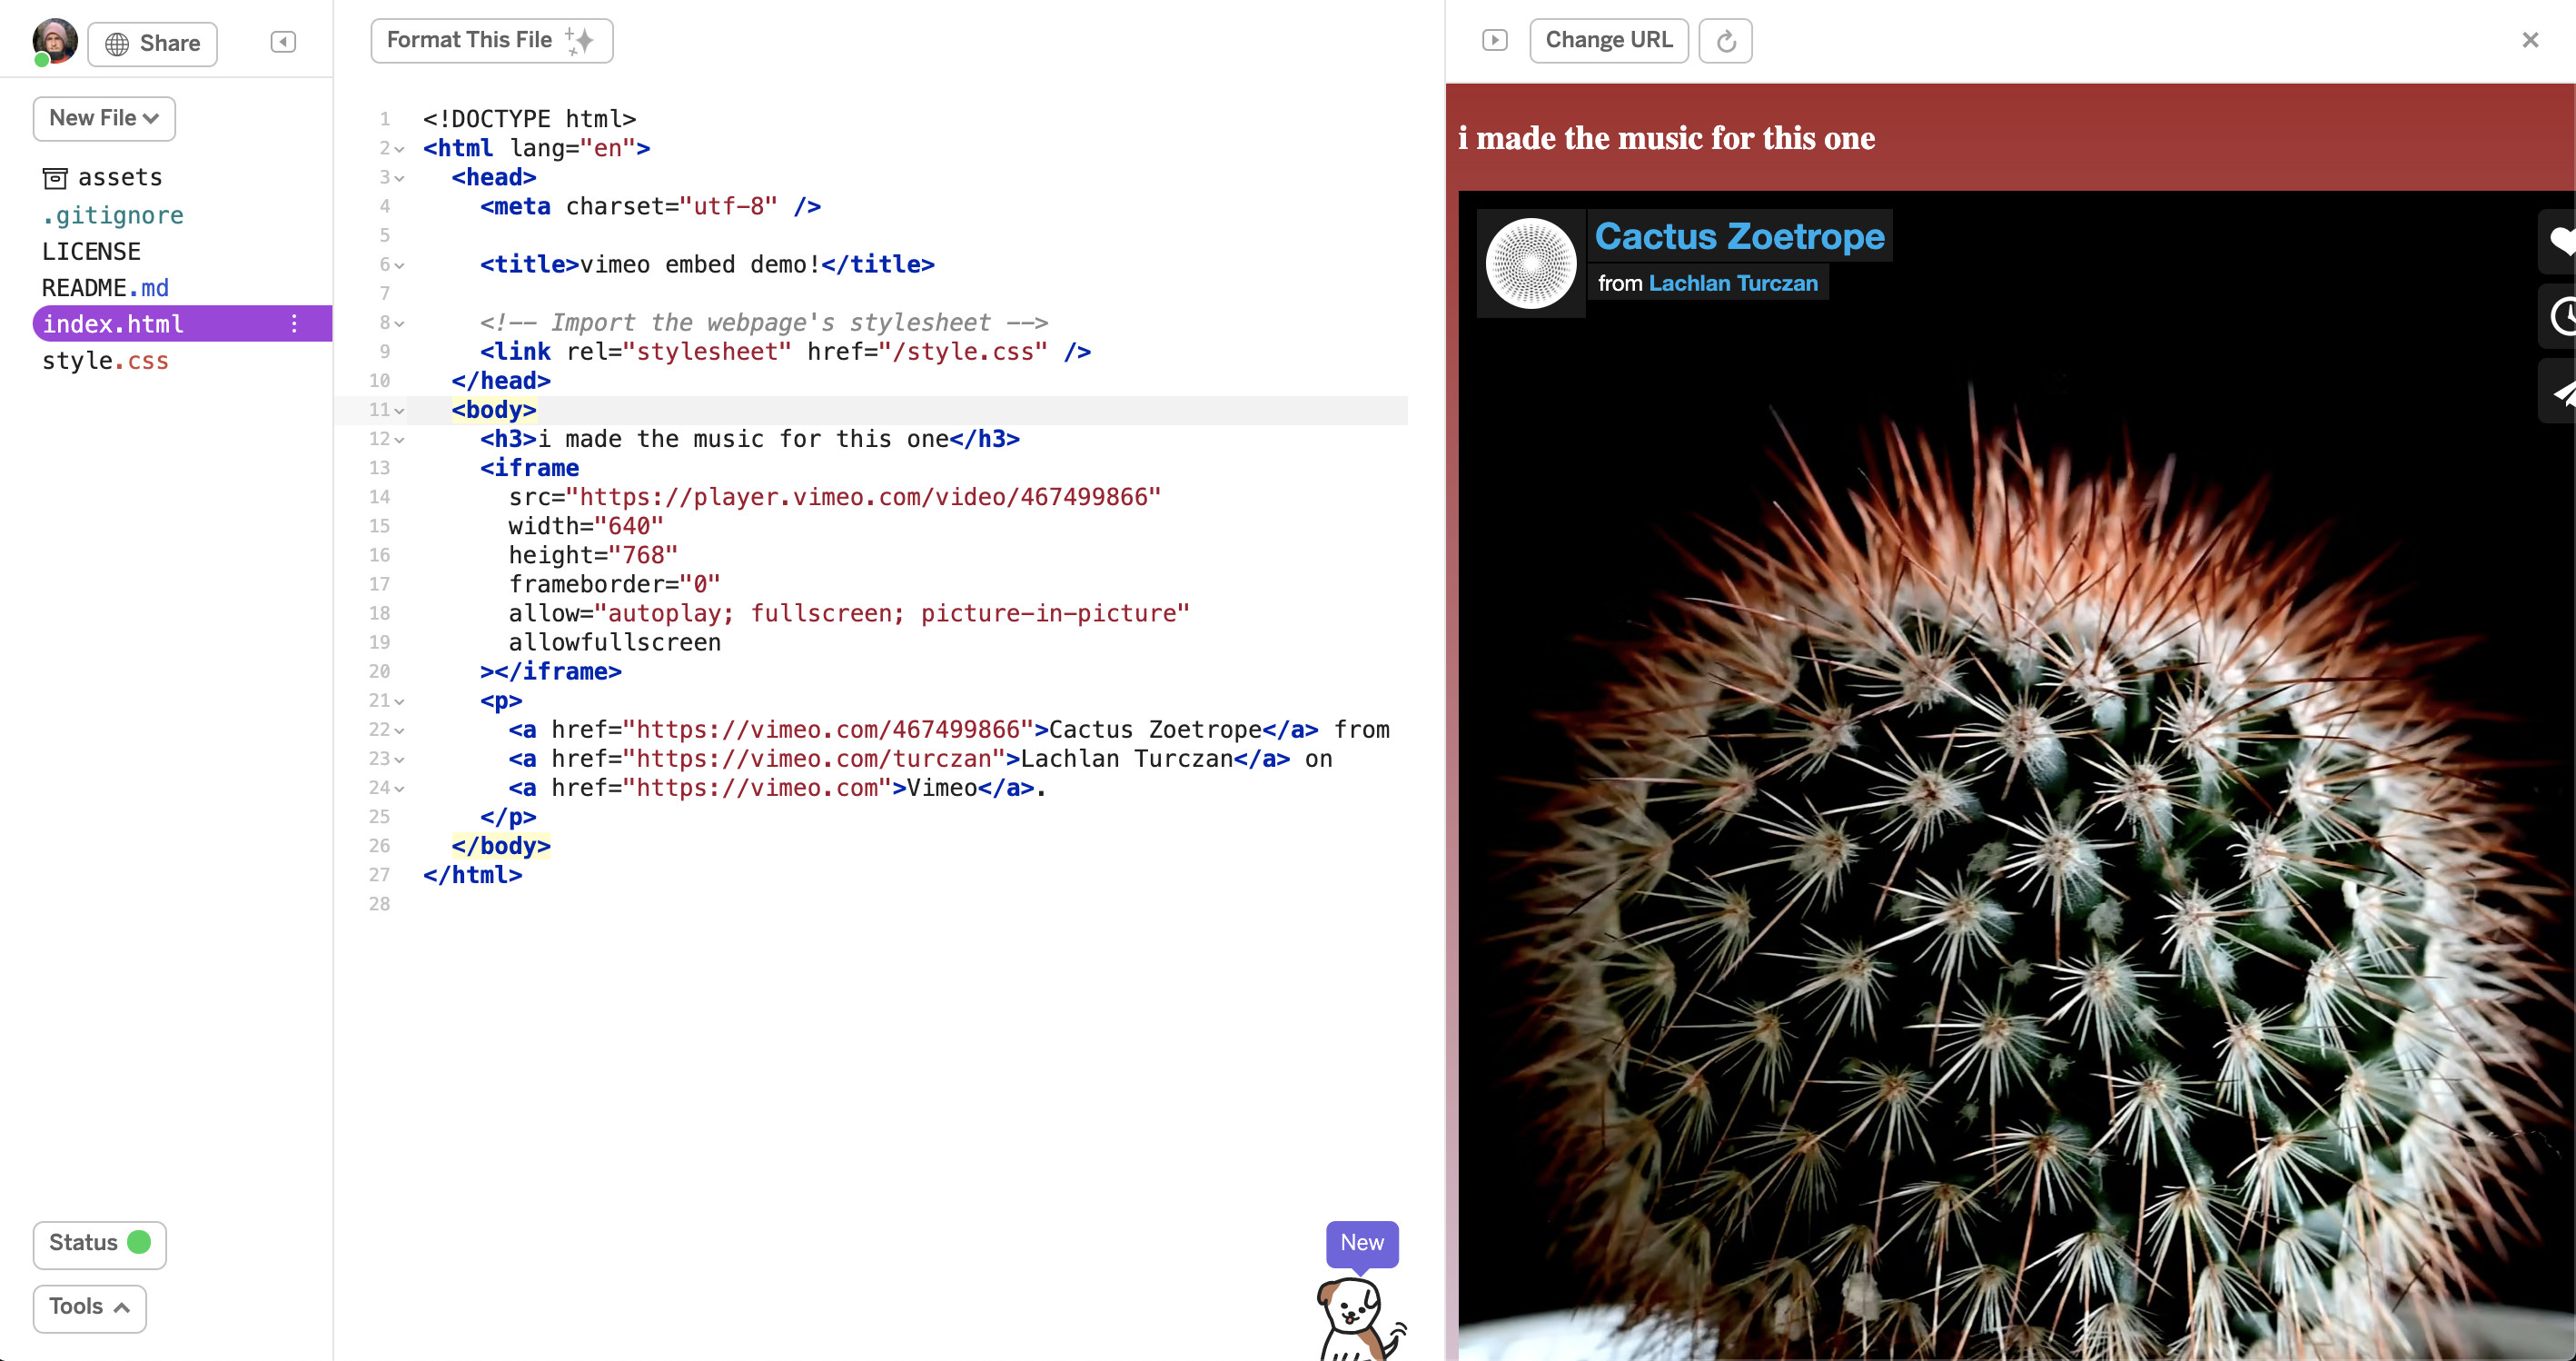 Share
New File
assets
.gitignore
LICENSE
README.md
index.html
style.css
Status
Tools
Format This File
1 <!DOCTYPE html>
2 <html lang="en">
3 <head>
4 <meta charset="utf-8" />
5
6 <title>vimeo embed demo!</title>
7
8 <!-- Import the webpage's stylesheet -->
9 <link rel="stylesheet" href="/style.css" />
10 </head>
11 <body>
12 <h3>i made the music for this one</h3>
13 <iframe
14 src="https://player.vimeo.com/video/467499866"
15 width="640"
16 height="768"
17 frameborder="0"
18 allow="autoplay; fullscreen; picture-in-picture"
19 allowfullscreen
20 ></iframe>
21 <p>
22 <a href="https://vimeo.com/467499866">Cactus Zoetrope</a> from
23 <a href="https://vimeo.com/turczan">Lachlan Turczan</a> on
24 <a href="https://vimeo.com">Vimeo</a>.
25 </p>
26 </body>
27 </html>
28
New
Change URL
i made the music for this one
Cactus Zoetrope
from Lachlan Turczan